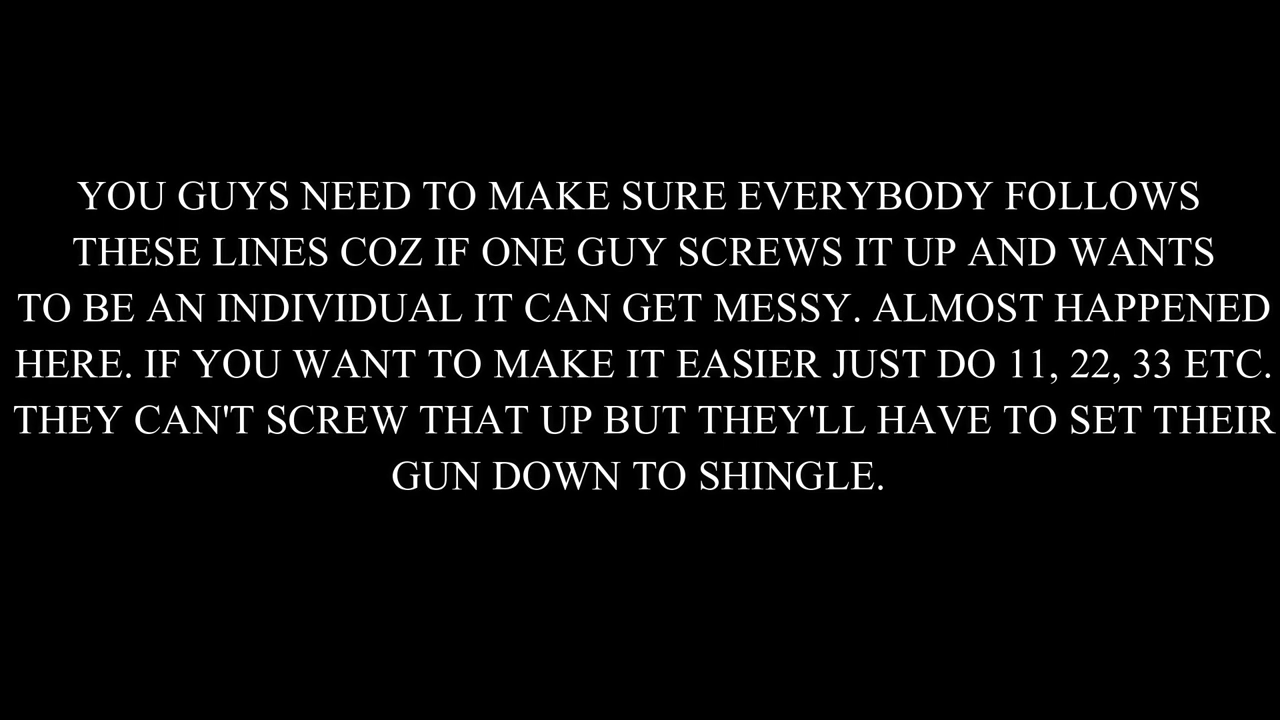 YOU GUYS NEED TO MAKE SURE EVERYBODY FOLLOWS
THESE LINES COZ IF ONE GUY SCREWS IT UP AND WANTS
TO BE AN INDIVIDUAL IT CAN GET MESSY. ALMOST HAPPENED
HERE. IF YOU WANT TO MAKE IT EASIER JUST DO 11, 22, 33 ETC.
THEY CAN'T SCREW THAT UP BUT THEY'LL HAVE TO SET THEIR
GUN DOWN TO SHINGLE.